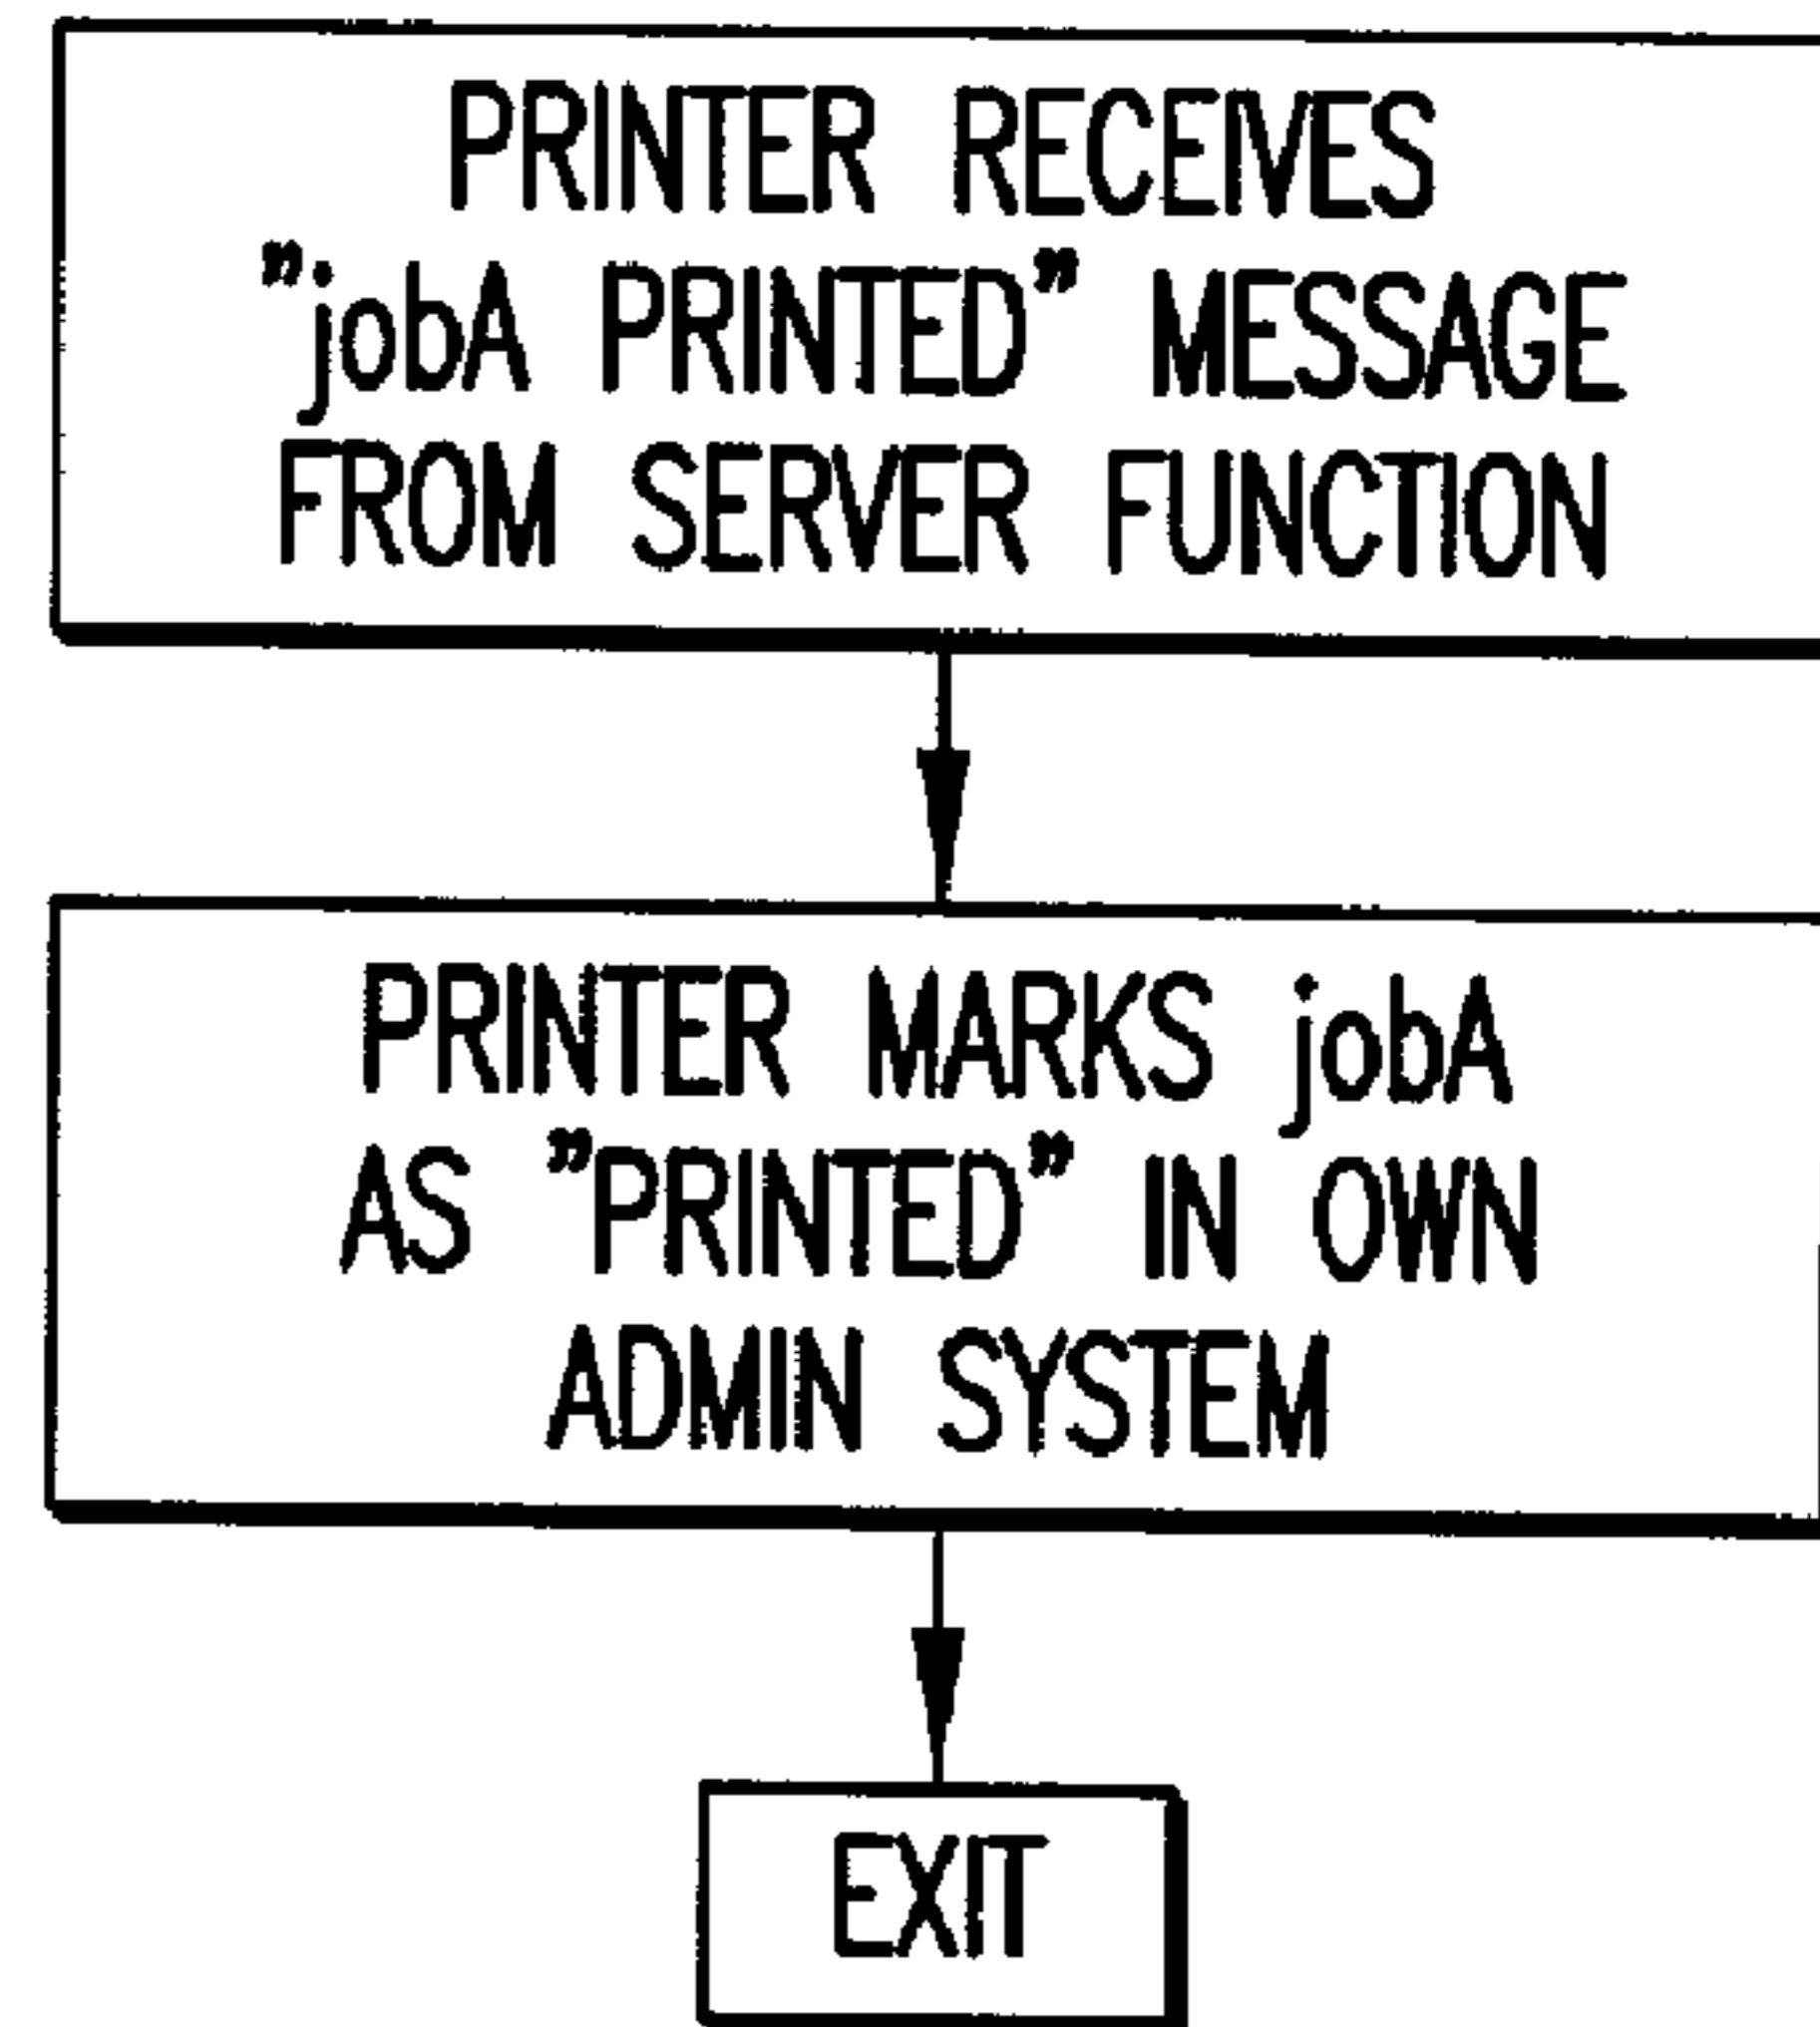 PRINTER RECEIVES
"jobA PRINTED" MESSAGE
FROM SERVER FUNCTION
PRINTER MARKS jobA
AS "PRINTED" IN OWN
ADMIN SYSTEM
EXIT